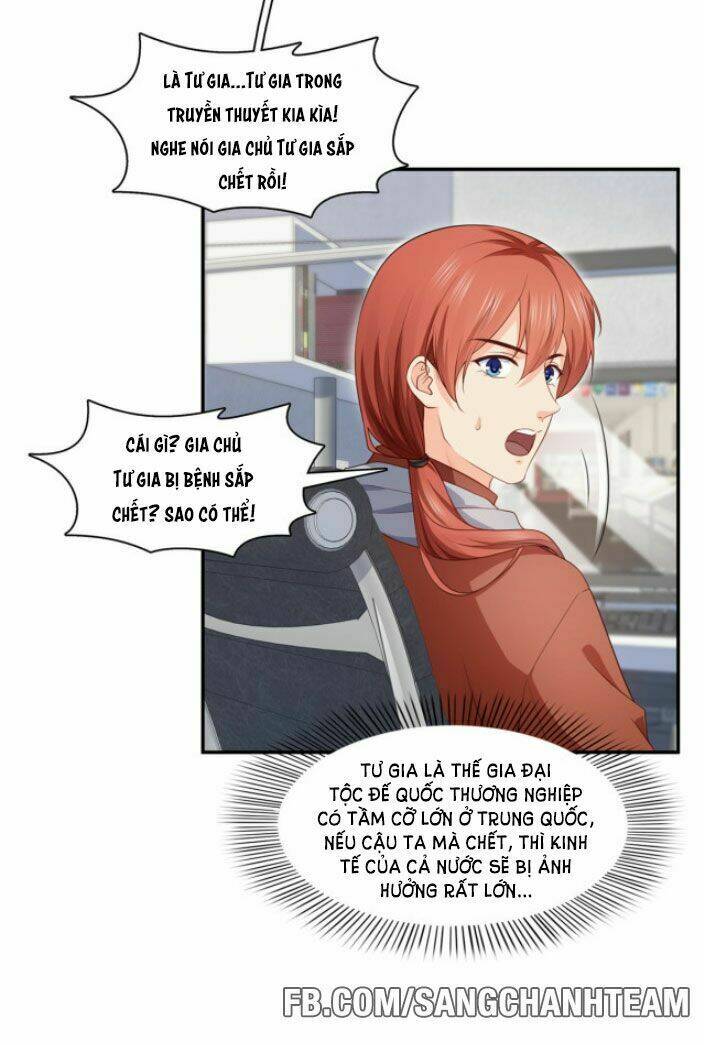 LÀ TƯ GIA...TƯ GIA TRONG
TRUYỀN THUYẾT KIA KÌA!
NGHE NÓI GIA CHỦ TƯ GIA SẮP
CHẾT RỒI!
CÁI GÌ? GIA CHỦ
TƯ GIA BỊ BỆNH SẮP
CHẾT? SAO CÓ THỂ!
TƯ GIA LÀ THẾ GIA ĐẠI
TỘC ĐẾ QUỐC THƯƠNG NGHIỆP
CÓ TẦM CỠ LỚN Ở TRUNG QUỐC,
NẾU CẬU TA MÀ CHẾT, THÌ KINH
TẾ CỦA CẢ NƯỚC SẼ BỊ ẢNH
HƯỞNG RẤT LỚN...
FB.COM/SANGCHANHTEAM